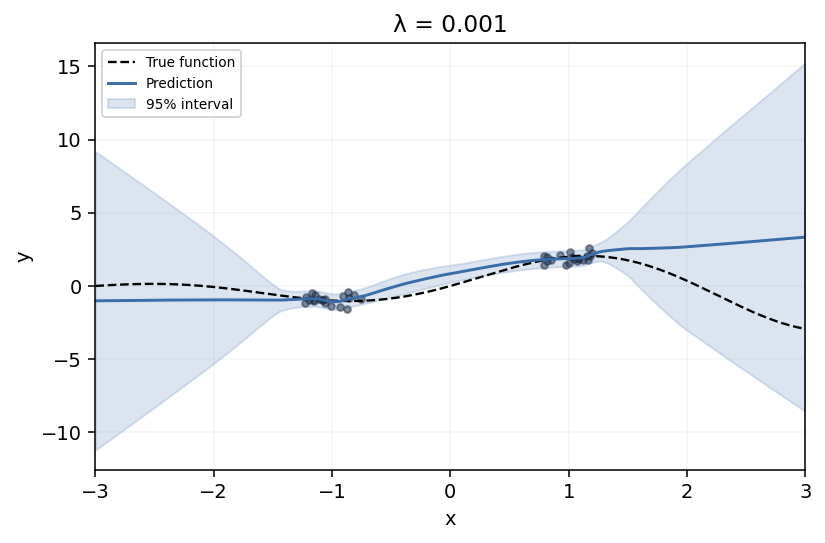 λ = 0.001
True function
Prediction
95% interval
y
15
10
5
0
−5
−10
−3 −2 −1 0 1 2 3
x